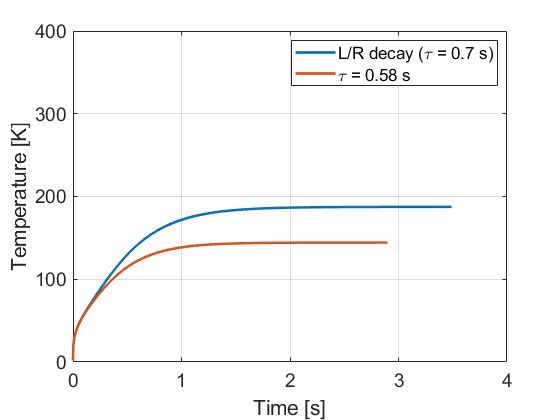 400
300
200
100
0
0
1
2
3
4
Temperature [K]
Time [s]
L/R decay (τ = 0.7 s)
τ = 0.58 s